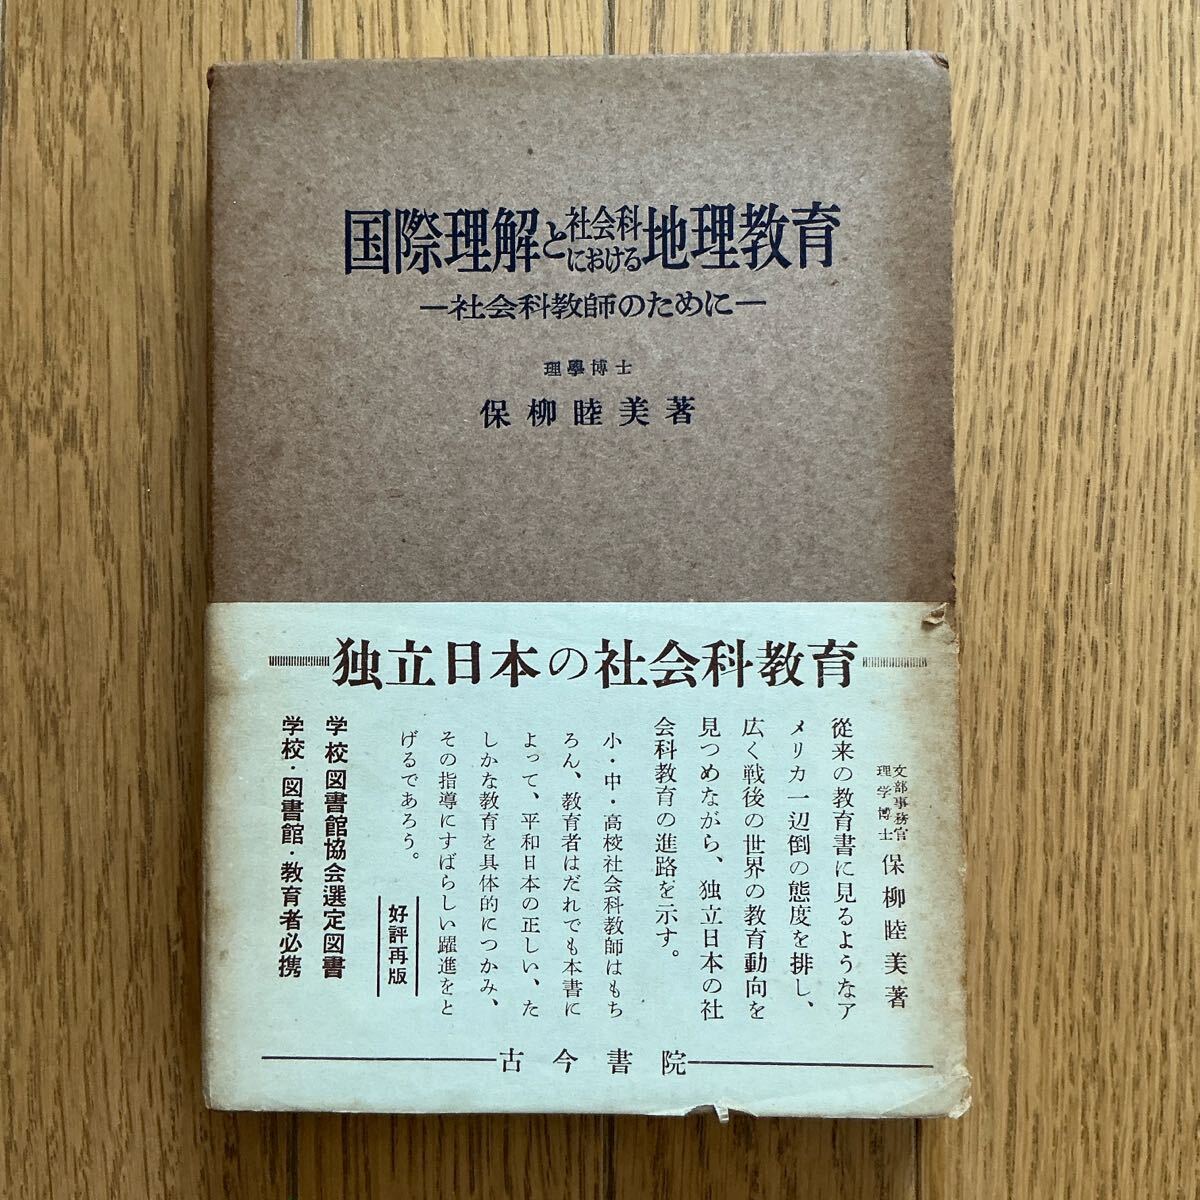 国際理解と社会科における地理教育
―社会科教師のために―
理學博士
保柳睦美著
独立日本の社会科教育
文部事務官
理学博士
保柳睦美著
従来の教育書に見るようなア
メリカ一辺倒の態度を排し、
広く戦後の世界の教育動向を
見つめながら、独立日本の社
会科教育の進路を示す。
小・中・高校社会科教師はもち
ろん、教育者はだれでも本書に
よって、平和日本の正しい、た
しかな教育を具体的につかみ、
その指導にすばらしい躍進をと
げるであろう。
好評再版
学校図書館協会選定図書
学校・図書館・教育者必携
古今書院